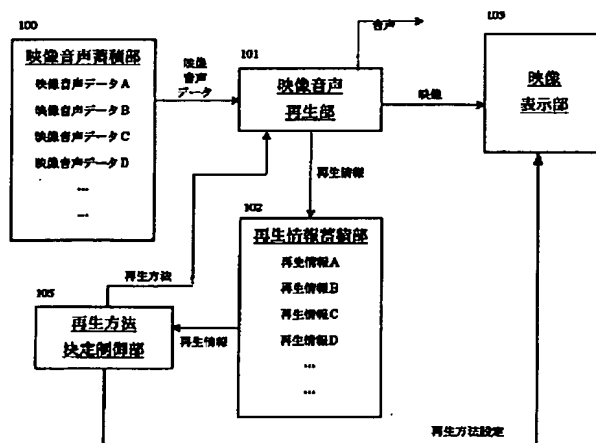 100
映像音声蓄積部
映像音声データA
映像音声データB
映像音声データC
映像音声データD
...
...
映像
音声
データ
101
映像音声
再生部
音声
映像
103
映像
表示部
再生情報
102
再生情報蓄積部
再生情報A
再生情報B
再生情報C
再生情報D
...
...
再生方法
105
再生方法
決定制御部
再生情報
再生方法設定